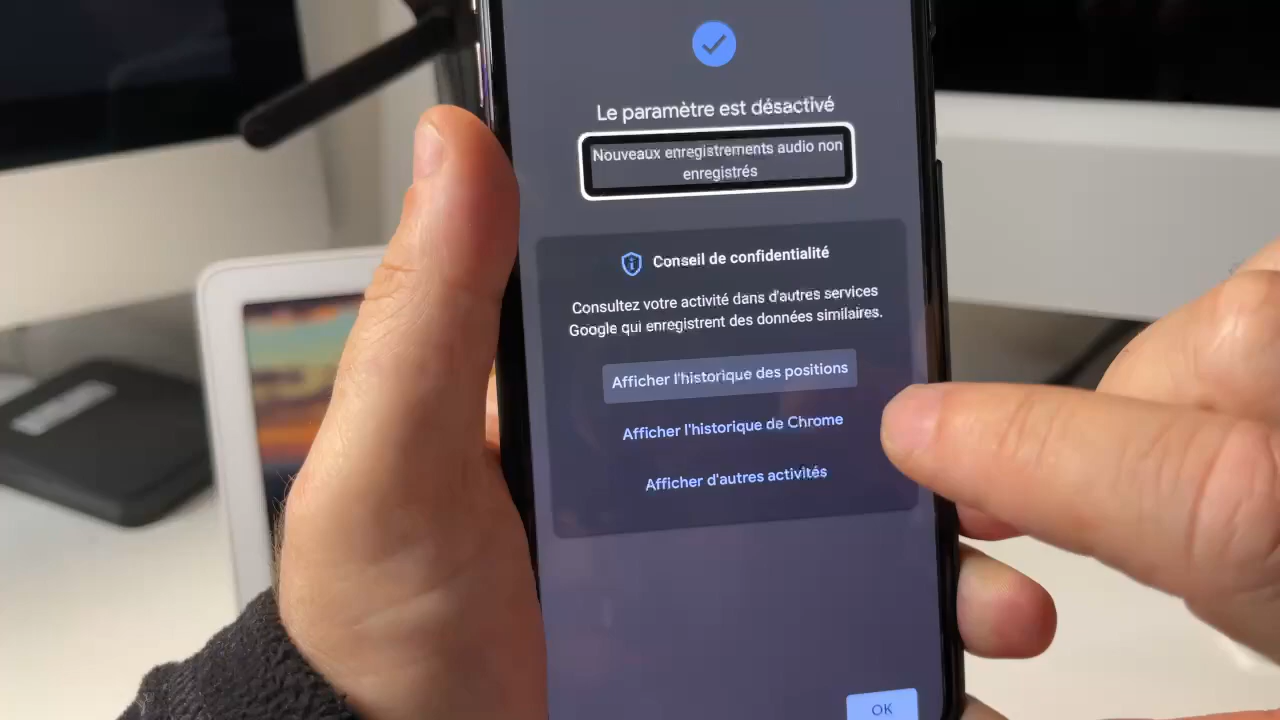 Le paramètre est désactivé
Nouveaux enregistrements audio non
enregistrés
Conseil de confidentialité
Consultez votre activité dans d'autres services
Google qui enregistrent des données similaires.
Afficher l'historique des positions
Afficher l'historique de Chrome
Afficher d'autres activités
OK